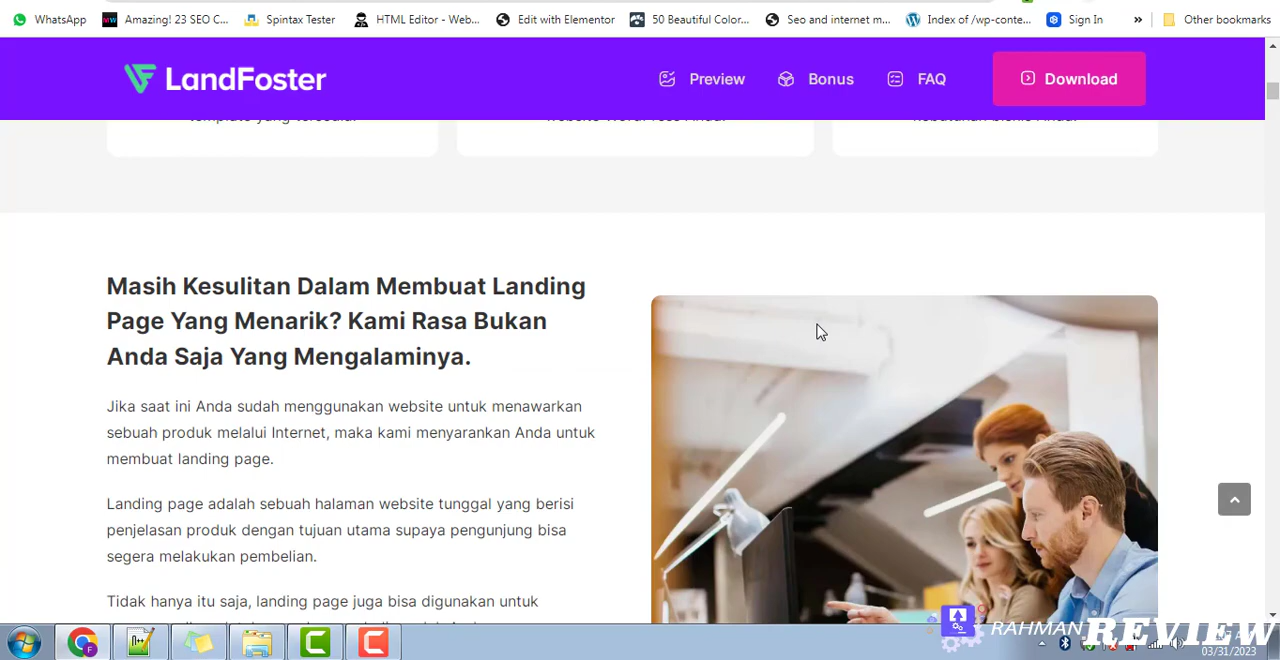 WhatsApp
Amazing! 23 SEO C...
Spintax Tester
HTML Editor - Web...
Edit with Elementor
50 Beautiful Color...
Seo and internet m...
Index of /wp-conte...
Sign In
»
Other bookmarks
LandFoster
Preview
Bonus
FAQ
Download
Masih Kesulitan Dalam Membuat Landing
Page Yang Menarik? Kami Rasa Bukan
Anda Saja Yang Mengalaminya.
Jika saat ini Anda sudah menggunakan website untuk menawarkan
sebuah produk melalui Internet, maka kami menyarankan Anda untuk
membuat landing page.
Landing page adalah sebuah halaman website tunggal yang berisi
penjelasan produk dengan tujuan utama supaya pengunjung bisa
segera melakukan pembelian.
Tidak hanya itu saja, landing page juga bisa digunakan untuk
RAHMAN REVIEW
03/31/2023